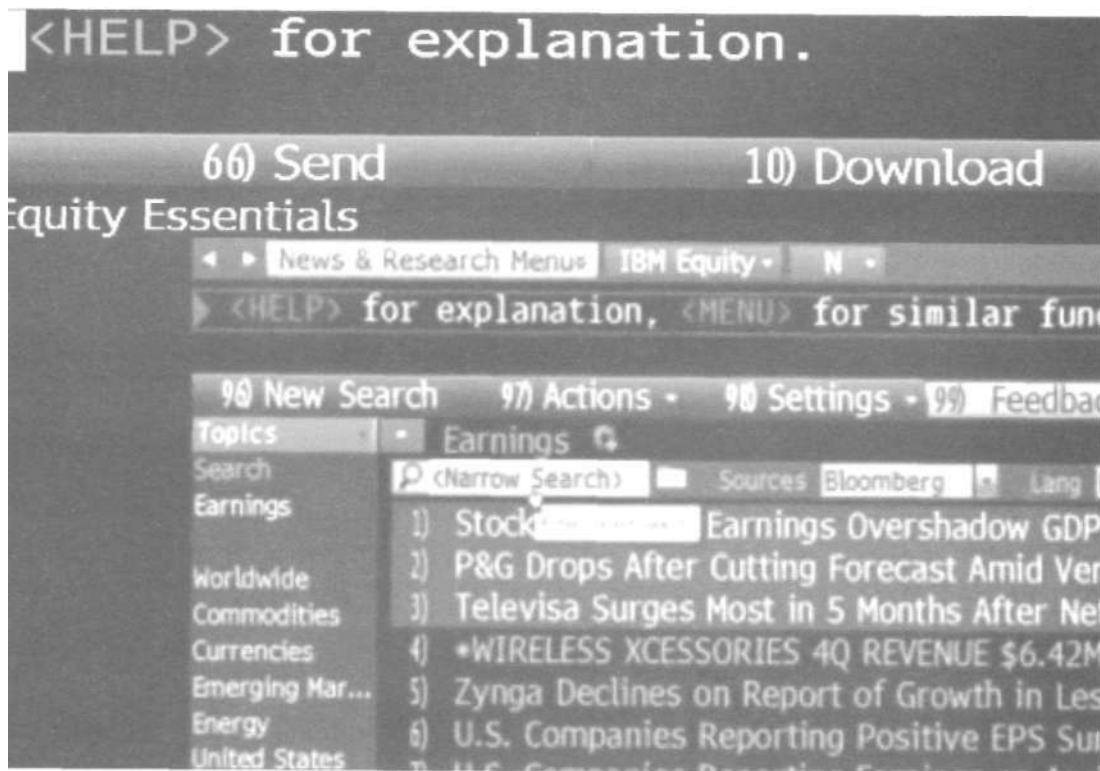 <HELP> for explanation.
66) Send 10) Download
Equity Essentials
News & Research Menu IBM Equity N
<HELP> for explanation, <MENU> for similar func
96) New Search 97) Actions 98) Settings 99) Feedbac
Topics Earnings
Search <Narrow Search> Sources Bloomberg Lang
Earnings
1) Stock Earnings Overshadow GDP
2) P&G Drops After Cutting Forecast Amid Ven
Worldwide
Commodities 3) Televisa Surges Most in 5 Months After Net
Currencies 4) *WIRELESS XCESSORIES 4Q REVENUE $6.42M
Emerging Mar... 5) Zynga Declines on Report of Growth in Les
Energy 6) U.S. Companies Reporting Positive EPS Sur
United States